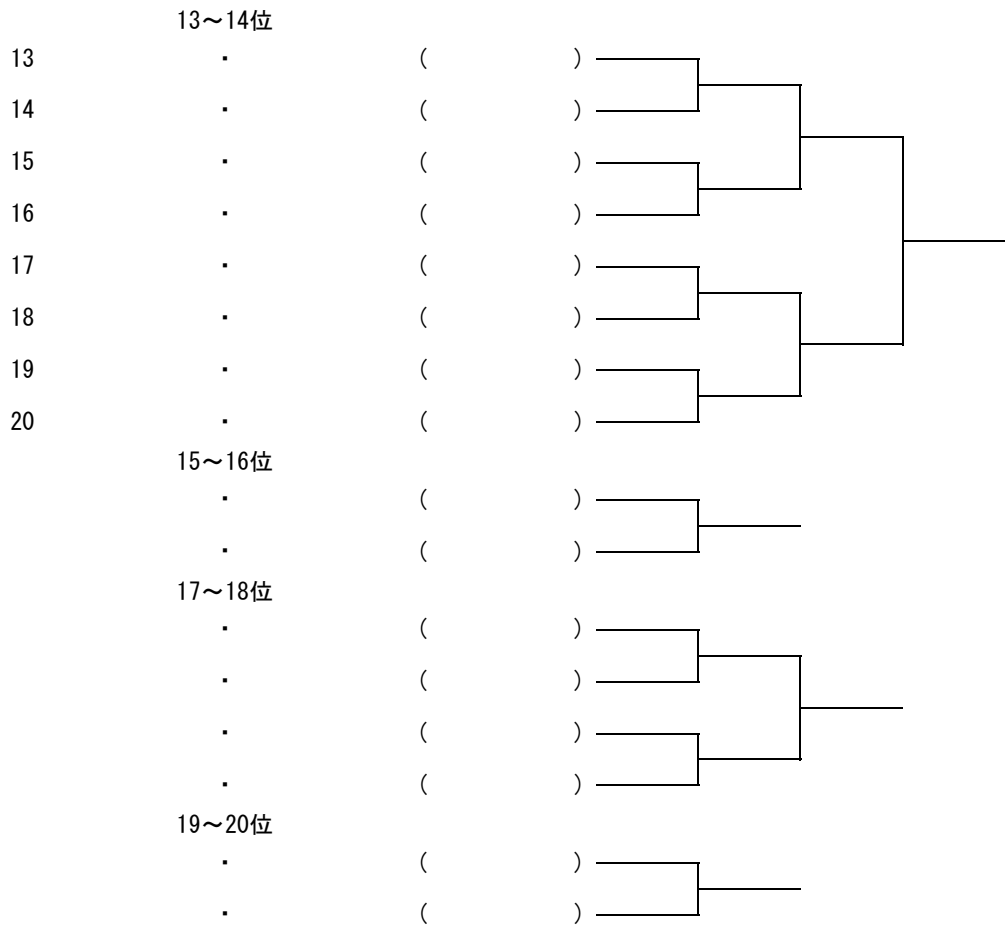 13～14位
13 ・ ( )
14 ・ ( )
15 ・ ( )
16 ・ ( )
17 ・ ( )
18 ・ ( )
19 ・ ( )
20 ・ ( )
15～16位
・ ( )
・ ( )
17～18位
・ ( )
・ ( )
・ ( )
・ ( )
19～20位
・ ( )
・ ( )